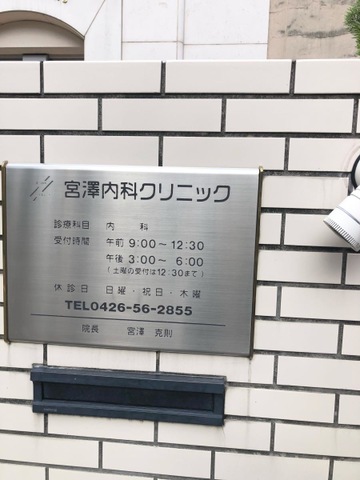 宮澤内科クリニック
診療科目 内 科
受付時間 午前 9:00〜12:30
午後 3:00〜 6:00
(土曜の受付は12:30まで)
休診日 日曜・祝日・木曜
TEL0426-56-2855
院長 宮澤 克則